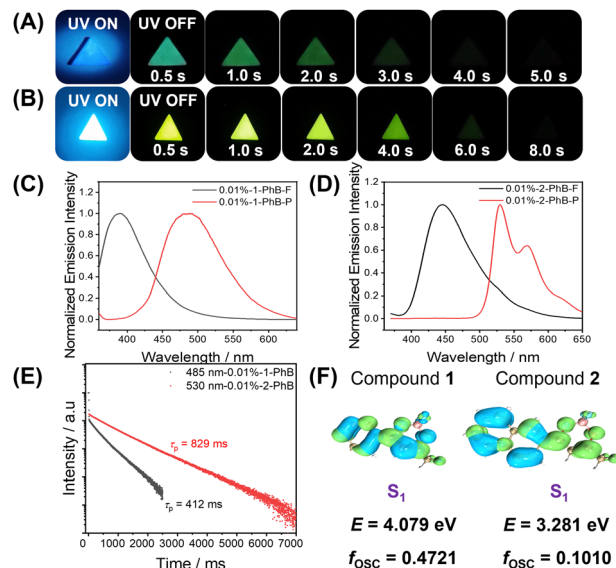 (A)
UV ON
UV OFF
0.5 s
1.0 s
2.0 s
3.0 s
4.0 s
5.0 s
(B)
UV ON
UV OFF
0.5 s
1.0 s
2.0 s
4.0 s
6.0 s
8.0 s
(C)
Normalized Emission Intensity
1.0
0.8
0.6
0.4
0.2
0.0
0.01%-1-PhB-F
0.01%-1-PhB-P
400 450 500 550 600
Wavelength / nm
(D)
Normalized Emission Intensity
1.0
0.8
0.6
0.4
0.2
0.0
0.01%-2-PhB-F
0.01%-2-PhB-P
400 450 500 550 600 650
Wavelength / nm
(E)
Intensity / a.u
485 nm-0.01%-1-PhB
530 nm-0.01%-2-PhB
τp = 829 ms
τp = 412 ms
0 1000 2000 3000 4000 5000 6000 7000
Time / ms
(F)
Compound 1
Compound 2
S1
S1
E = 4.079 eV
E = 3.281 eV
fOSC = 0.4721
fOSC = 0.1010